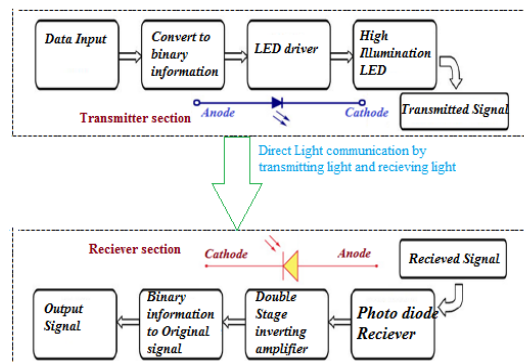 Data Input
Convert to
binary
information
LED driver
High
Illumination
LED
Transmitter section
Anode
Cathode
Transmitted Signal
Direct Light communication by
transmitting light and recieving light
Reciever section
Cathode
Anode
Recieved Signal
Output
Signal
Binary
information
to Original
signal
Double
Stage
inverting
amplifier
Photo diode
Reciever